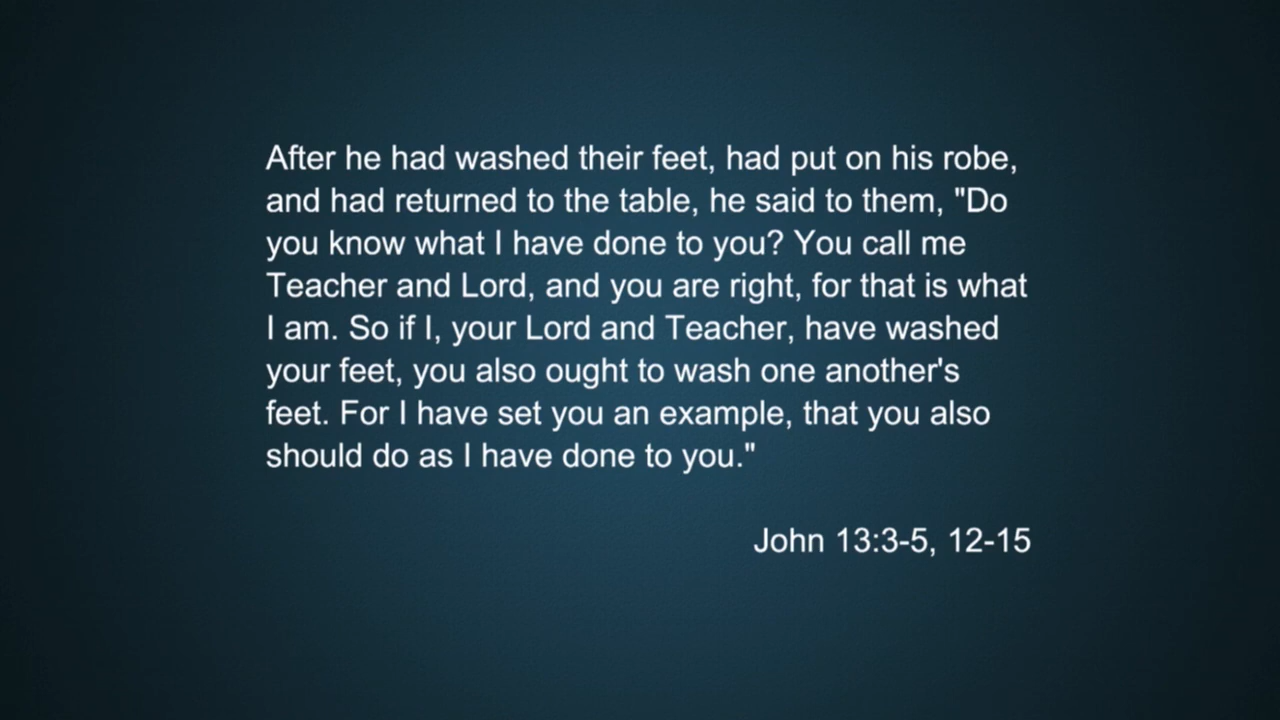 After he had washed their feet, had put on his robe,
and had returned to the table, he said to them, "Do
you know what I have done to you? You call me
Teacher and Lord, and you are right, for that is what
I am. So if I, your Lord and Teacher, have washed
your feet, you also ought to wash one another's
feet. For I have set you an example, that you also
should do as I have done to you."
John 13:3-5, 12-15